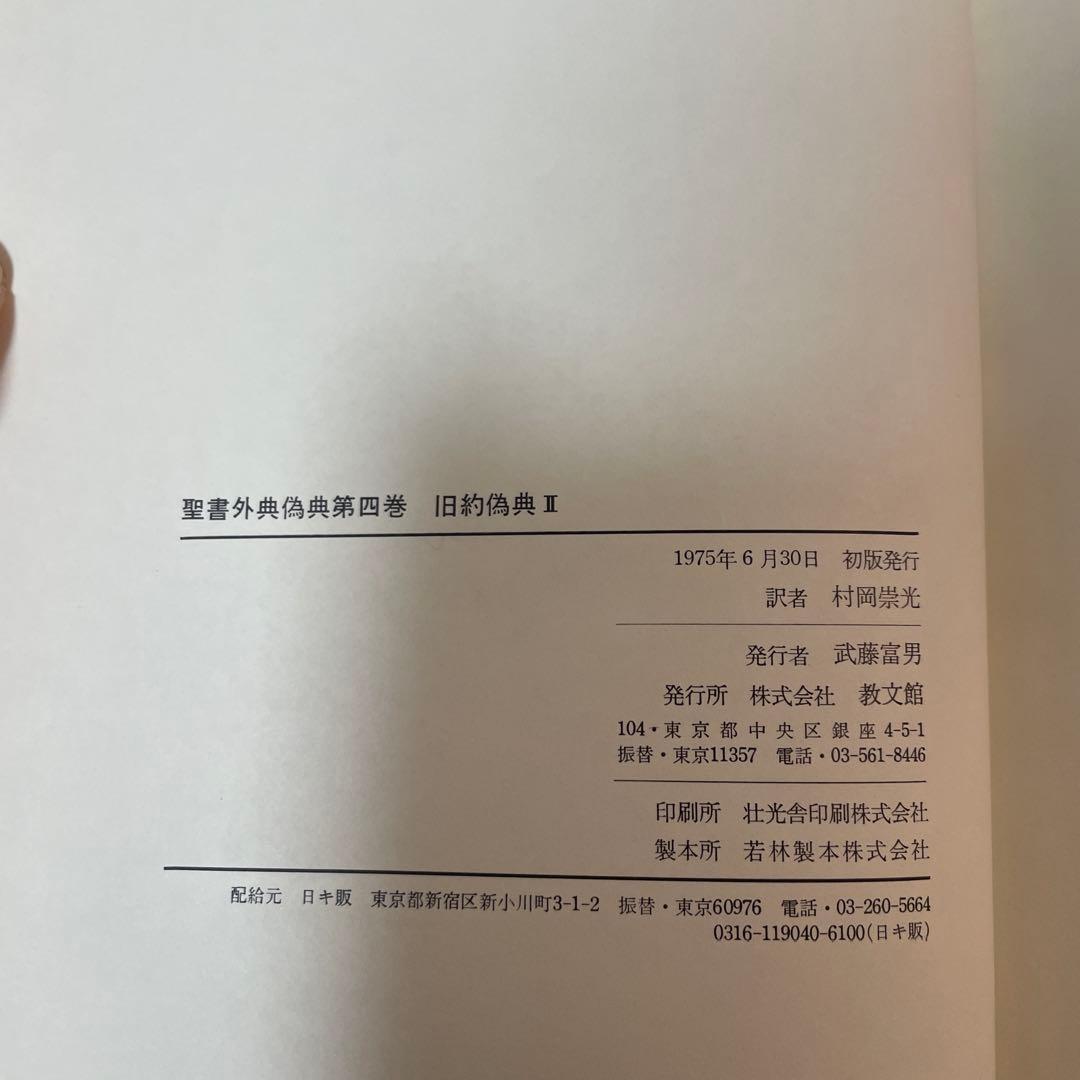 聖書外典偽典第四巻　旧約偽典Ⅱ
1975年6月30日　初版発行
訳者　村岡崇光
発行者　武藤富男
発行所　株式会社　教文館
104・東京都中央区銀座4-5-1
振替・東京11357　電話・03-561-8446
印刷所　壮光舎印刷株式会社
製本所　若林製本株式会社
配給元　日キ販　東京都新宿区新小川町3-1-2　振替・東京60976　電話・03-260-5664
0316-119040-6100(日キ販)